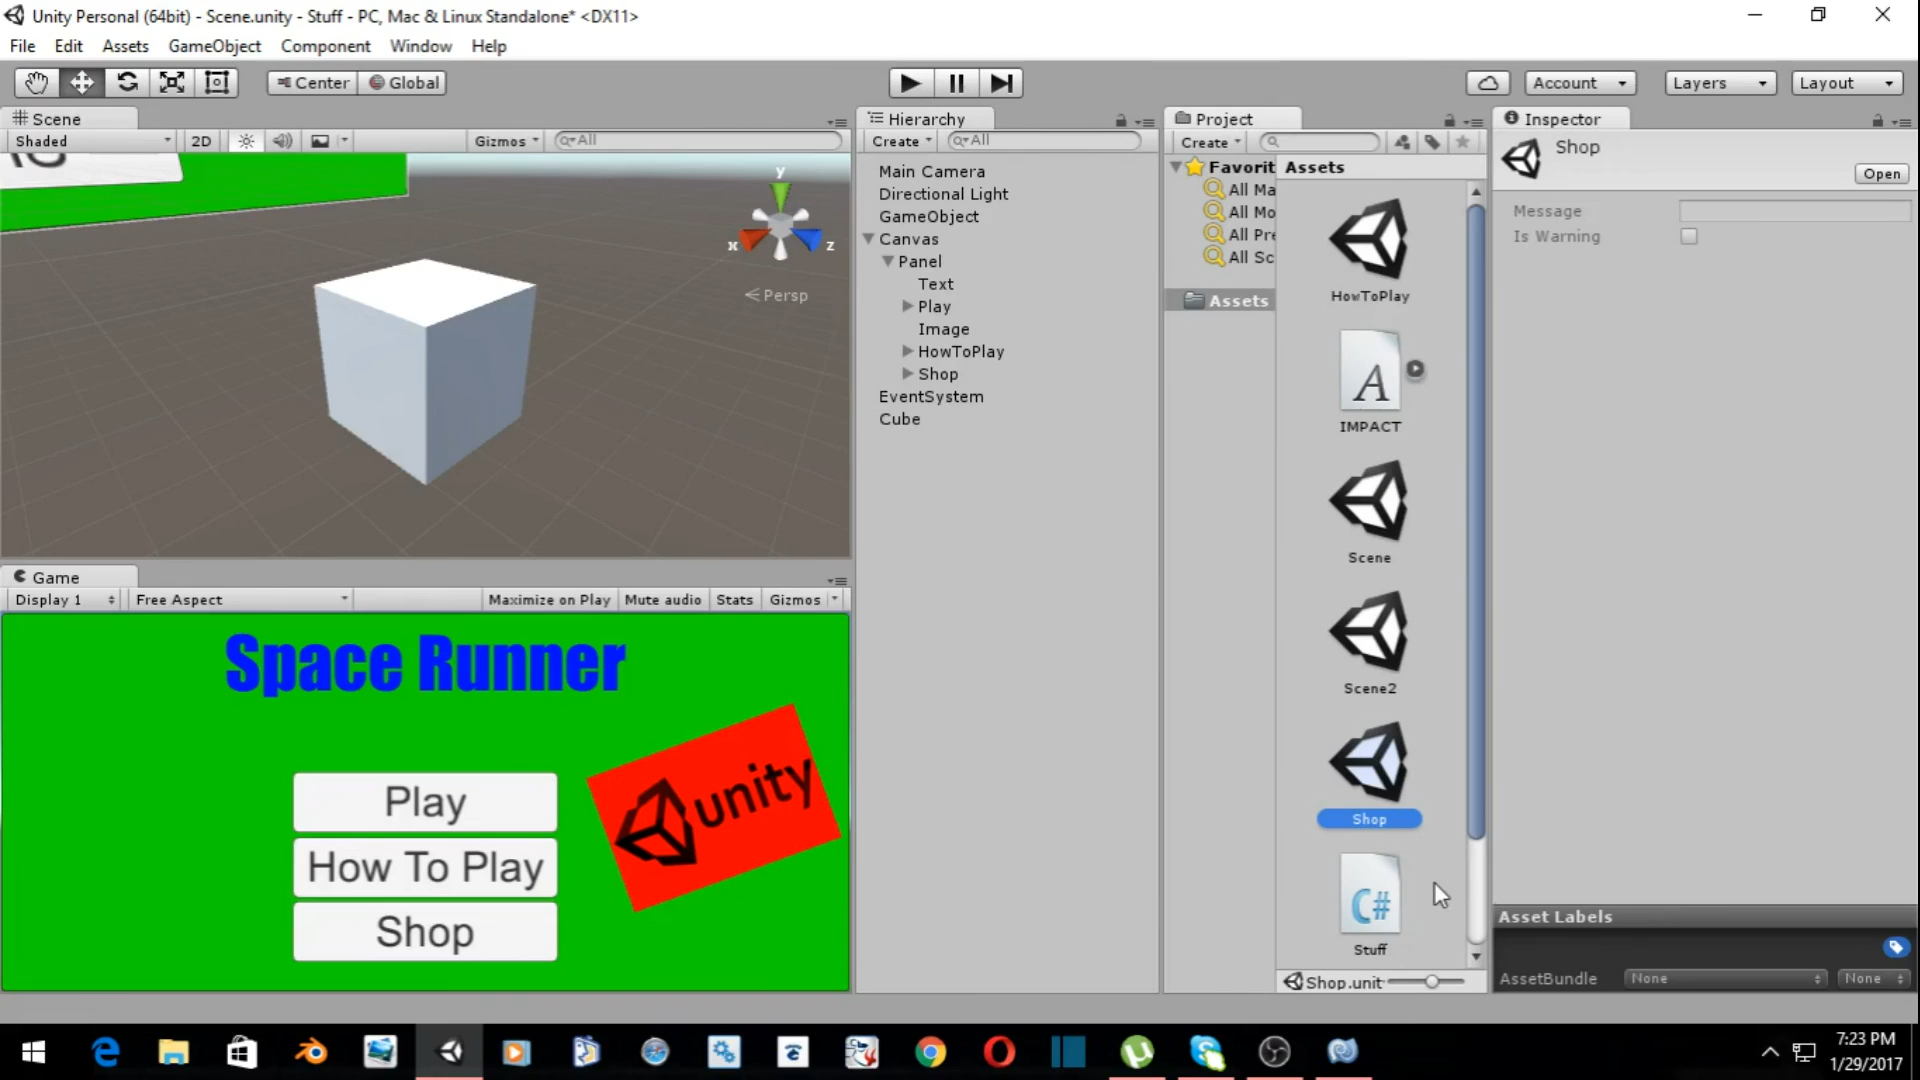 Unity Personal (64bit) - Scene.unity - Stuff - PC, Mac & Linux Standalone* <DX11>
File Edit Assets GameObject Component Window Help
Center Global
Account Layers Layout
Scene
Shaded 2D Gizmos All
y
x z
Persp
Game
Display 1 Free Aspect Maximize on Play Mute audio Stats Gizmos
Space Runner
Play
How To Play
Shop
unity
Hierarchy
Create All
Main Camera
Directional Light
GameObject
Canvas
Panel
Text
Play
Image
HowToPlay
Shop
EventSystem
Cube
Project
Create
Favorit
All Ma
All Mo
All Pre
All Sc
Assets
Assets
HowToPlay
A
IMPACT
Scene
Scene2
Shop
C#
Stuff
Shop.unit
Inspector
Shop
Open
Message
Is Warning
Asset Labels
AssetBundle None None
7:23 PM
1/29/2017